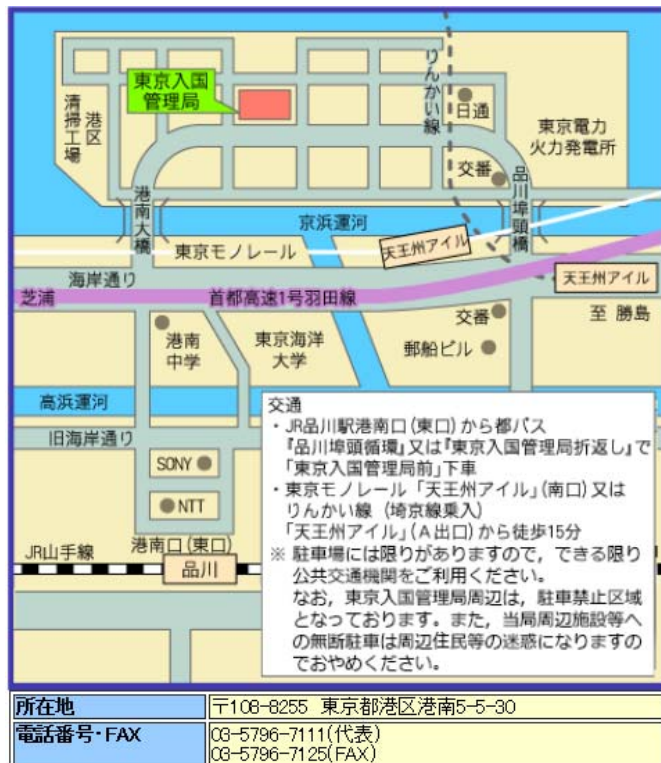 りんかい線
東京入国
管理局
港区
清掃工場
日通
東京電力
火力発電所
交番
港南大橋
品川埠頭橋
京浜運河
東京モノレール
天王州アイル
海岸通り
天王州アイル
芝浦
首都高速1号羽田線
至 勝島
交番
港南
中学
東京海洋
大学
郵船ビル
高浜運河
旧海岸通り
SONY
NTT
港南口(東口)
JR山手線
品川
交通
・JR品川駅港南口(東口)から都バス
『品川埠頭循環』又は『東京入国管理局折返し』で
「東京入国管理局前」下車
・東京モノレール「天王州アイル」(南口)又は
りんかい線 (埼京線乗入)
「天王州アイル」(A出口)から徒歩15分
※ 駐車場には限りがありますので, できる限り
公共交通機関をご利用ください。
なお, 東京入国管理局周辺は, 駐車禁止区域
となっております。また, 当局周辺施設等へ
の無断駐車は周辺住民等の迷惑になりますの
でおやめください。
所在地 〒108-8255 東京都港区港南5-5-30
電話番号・FAX 03-5796-7111(代表)
03-5796-7125(FAX)